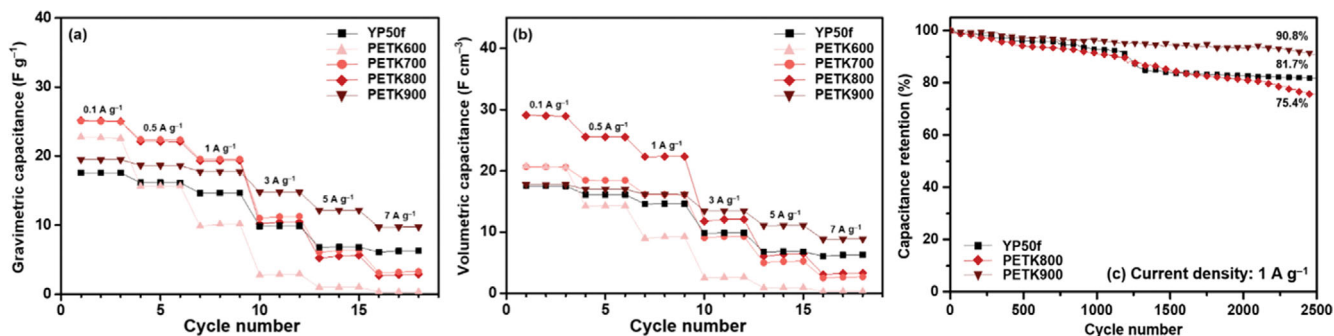 (a)
YP50f
PETK600
PETK700
PETK800
PETK900
0.1 A g⁻¹
0.5 A g⁻¹
1 A g⁻¹
3 A g⁻¹
5 A g⁻¹
7 A g⁻¹
40
30
20
10
0
Gravimetric capacitance (F g⁻¹)
0 5 10 15
Cycle number
(b)
YP50f
PETK600
PETK700
PETK800
PETK900
0.1 A g⁻¹
0.5 A g⁻¹
1 A g⁻¹
3 A g⁻¹
5 A g⁻¹
7 A g⁻¹
40
30
20
10
0
Volumetric capacitance (F cm⁻³)
0 5 10 15
Cycle number
100
80
60
40
20
0
Capacitance retention (%)
90.8%
81.7%
75.4%
YP50f
PETK800
PETK900
(c) Current density: 1 A g⁻¹
0 500 1000 1500 2000 2500
Cycle number